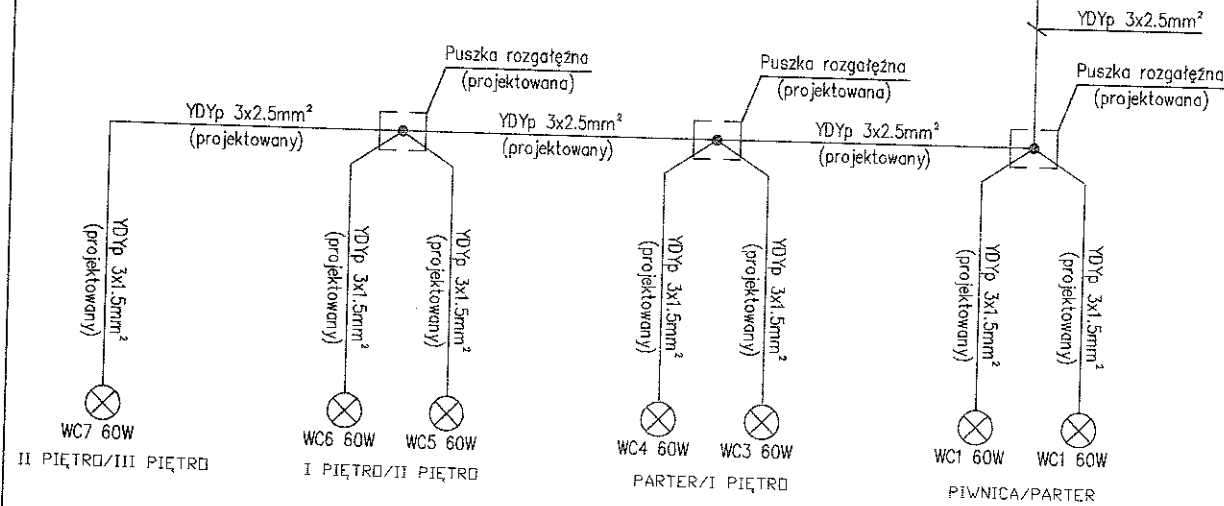 YDYp 3x2.5mm²
Puszka rozgałęźna
(projektowana)
Puszka rozgałęźna
(projektowana)
Puszka rozgałęźna
(projektowana)
YDYp 3x2.5mm²
(projektowany)
YDYp 3x2.5mm²
(projektowany)
YDYp 3x2.5mm²
(projektowany)
YDYp 3x1.5mm²
(projektowany)
YDYp 3x1.5mm²
(projektowany)
YDYp 3x1.5mm²
(projektowany)
YDYp 3x1.5mm²
(projektowany)
YDYp 3x1.5mm²
(projektowany)
YDYp 3x1.5mm²
(projektowany)
YDYp 3x1.5mm²
(projektowany)
WC7 60W
WC6 60W
WC5 60W
WC4 60W
WC3 60W
WC1 60W
WC1 60W
II PIĘTRO/III PIĘTRO
I PIĘTRO/II PIĘTRO
PARTER/I PIĘTRO
PIWNICA/PARTER